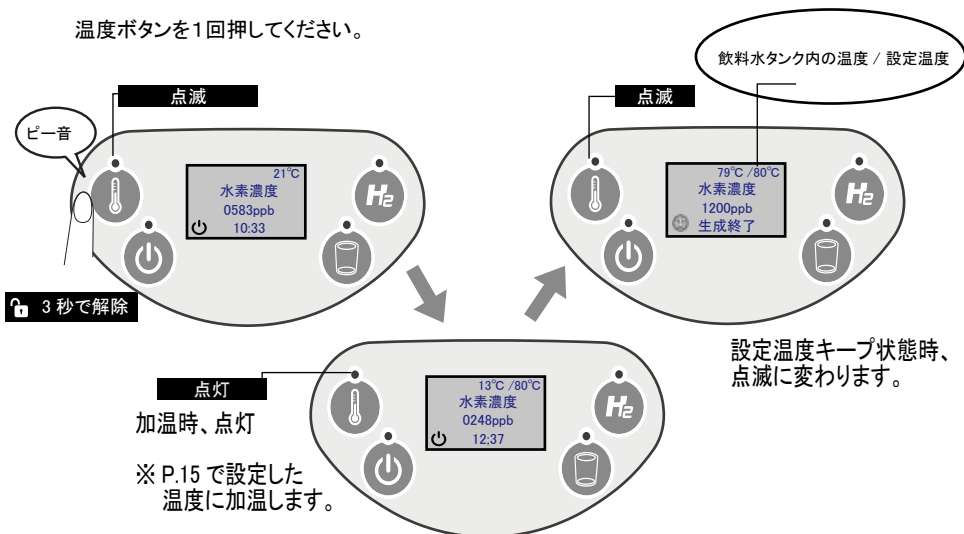 温度ボタンを1回押してください。
飲料水タンク内の温度 / 設定温度
点滅
ピー音
21℃
水素濃度
0583ppb
10:33
H2
3秒で解除
点滅
79℃ /80℃
水素濃度
1200ppb
生成終了
H2
設定温度キープ状態時、
点滅に変わります。
点灯
加温時、点灯
※ P.15 で設定した
温度に加温します。
13℃ /80℃
水素濃度
0248ppb
12;37
H2